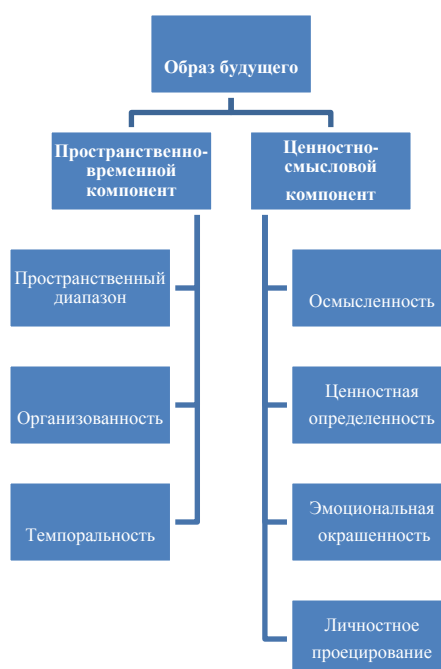 Образ будущего
Пространственно-
временной
компонент
Ценностно-
смысловой
компонент
Пространственный
диапазон
Организованность
Темпоральность
Осмысленность
Ценностная
определенность
Эмоциональная
окрашенность
Личностное
проецирование